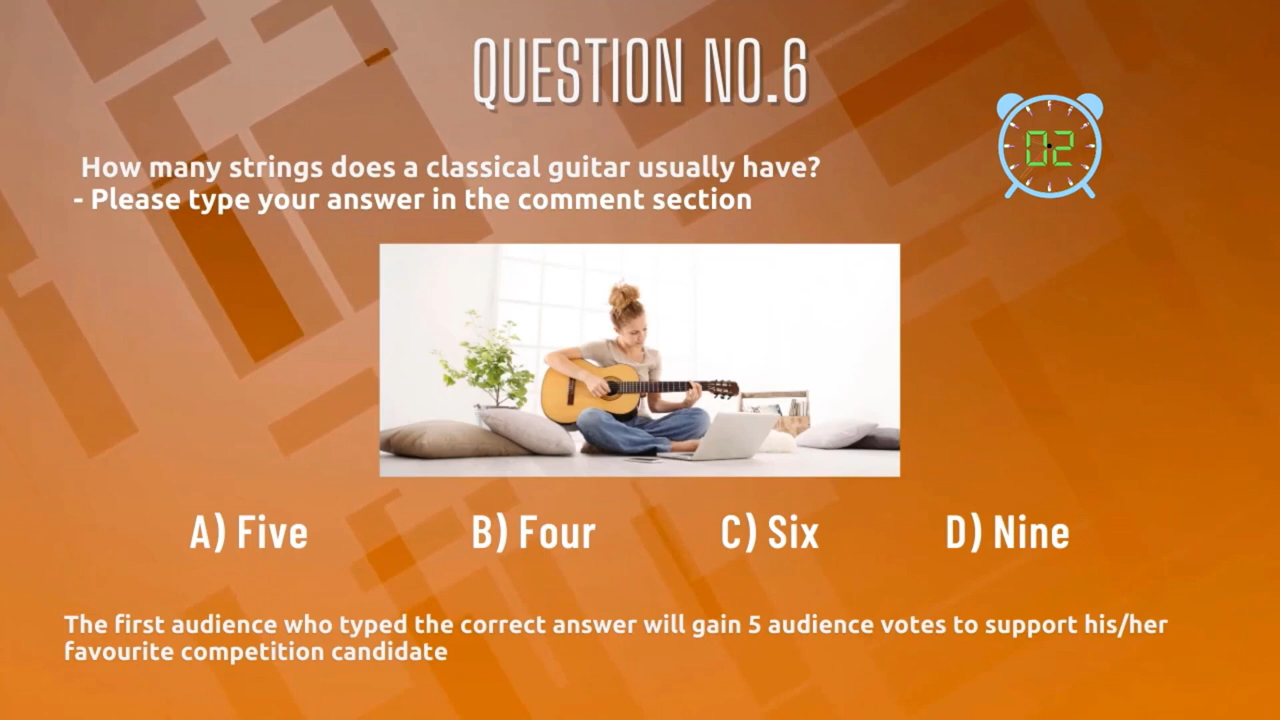 QUESTION NO.6
02
How many strings does a classical guitar usually have?
- Please type your answer in the comment section
A) Five
B) Four
C) Six
D) Nine
The first audience who typed the correct answer will gain 5 audience votes to support his/her
favourite competition candidate